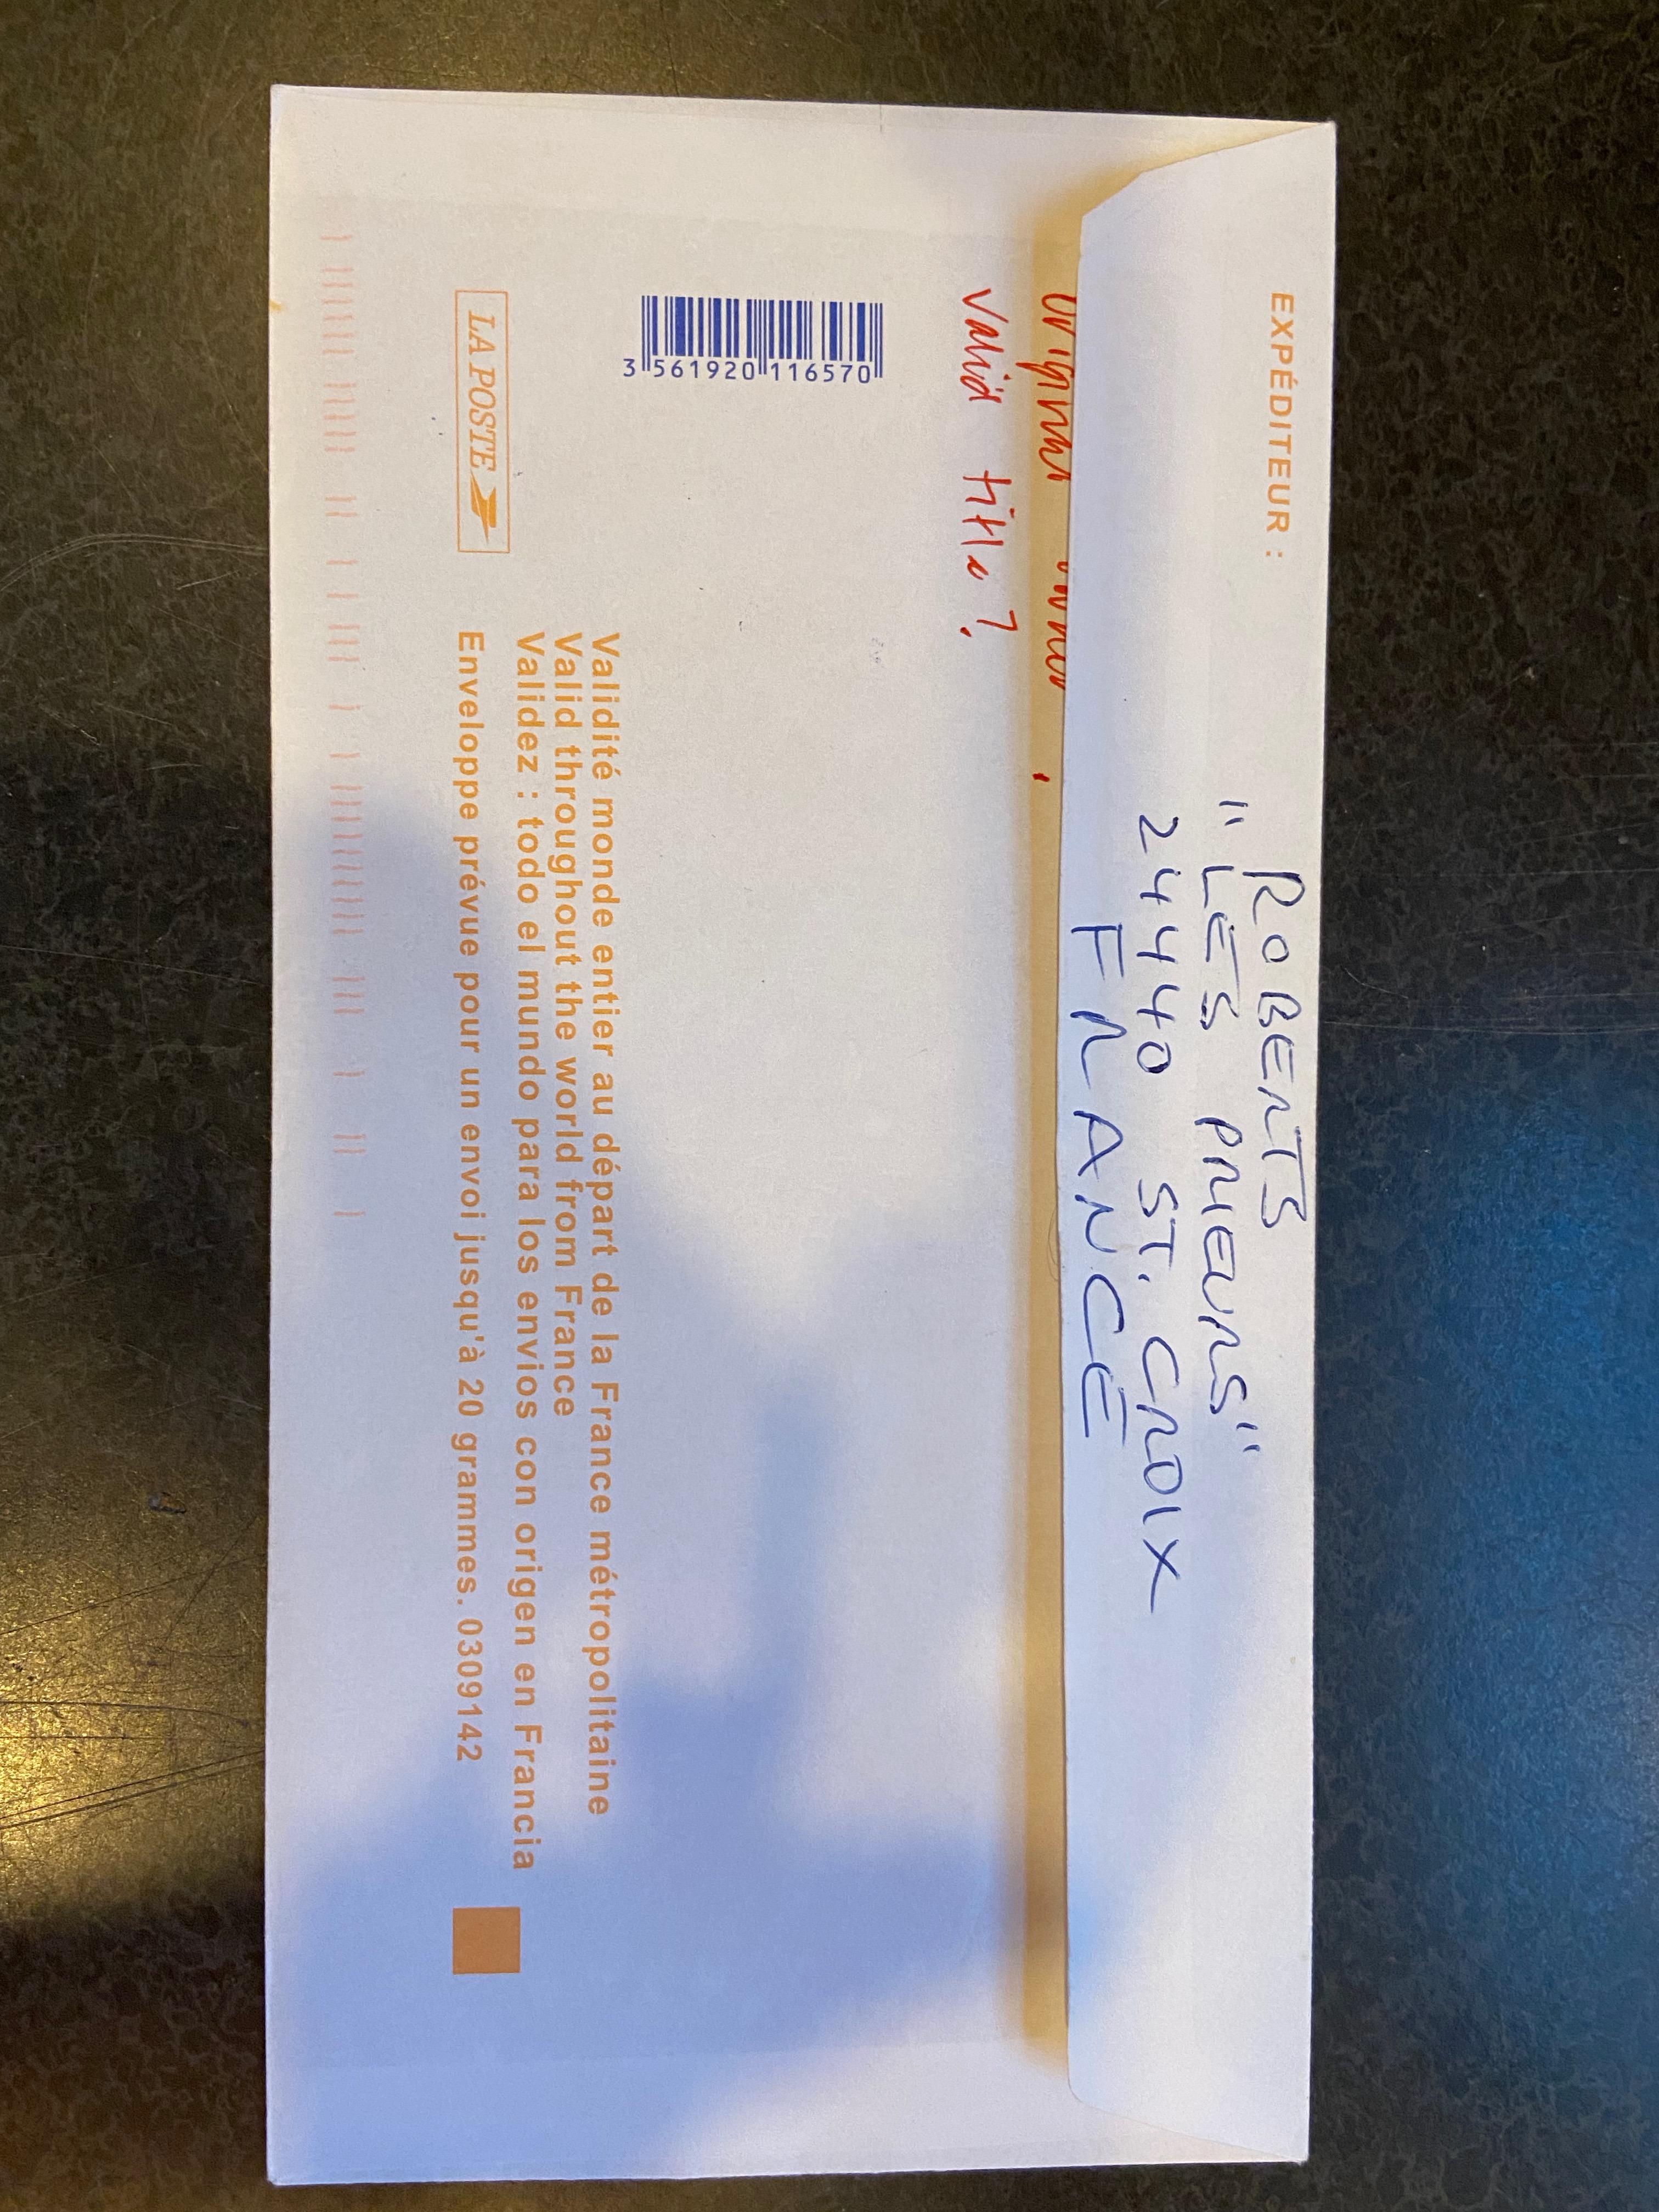 EXPÉDITEUR :
ROBERTS
"LES PRIEURS"
24440 ST. CROIX
FRANCE
Original
valid title?
3 561920 116570
Validité monde entier au départ de la France métropolitaine
Valid throughout the world from France
Validez : todo el mundo para los envios con origen en Francia
LA POSTE
Enveloppe prévue pour un envoi jusqu'à 20 grammes. 0309142